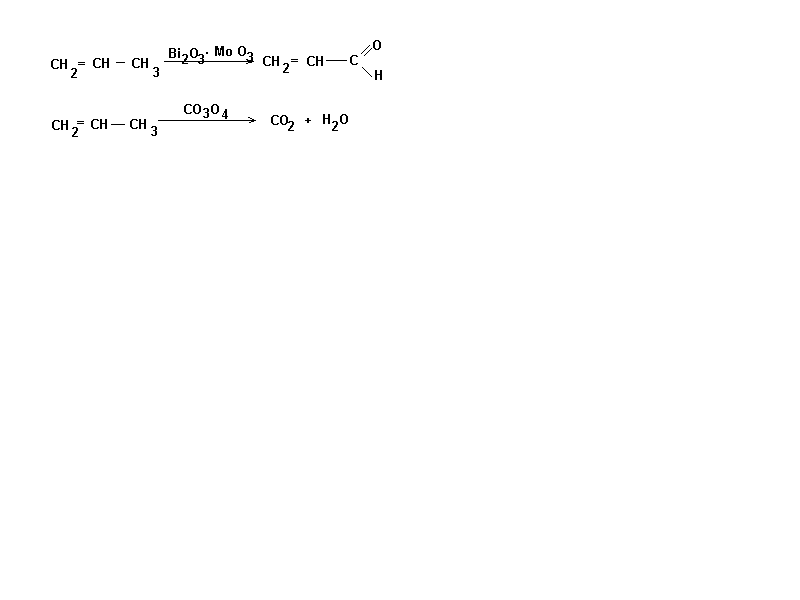 CH2= CH — CH3 Bi2O3· Mo O3 CH2= CH — C O H
CH2= CH — CH3 CO3O4 CO2 + H2O